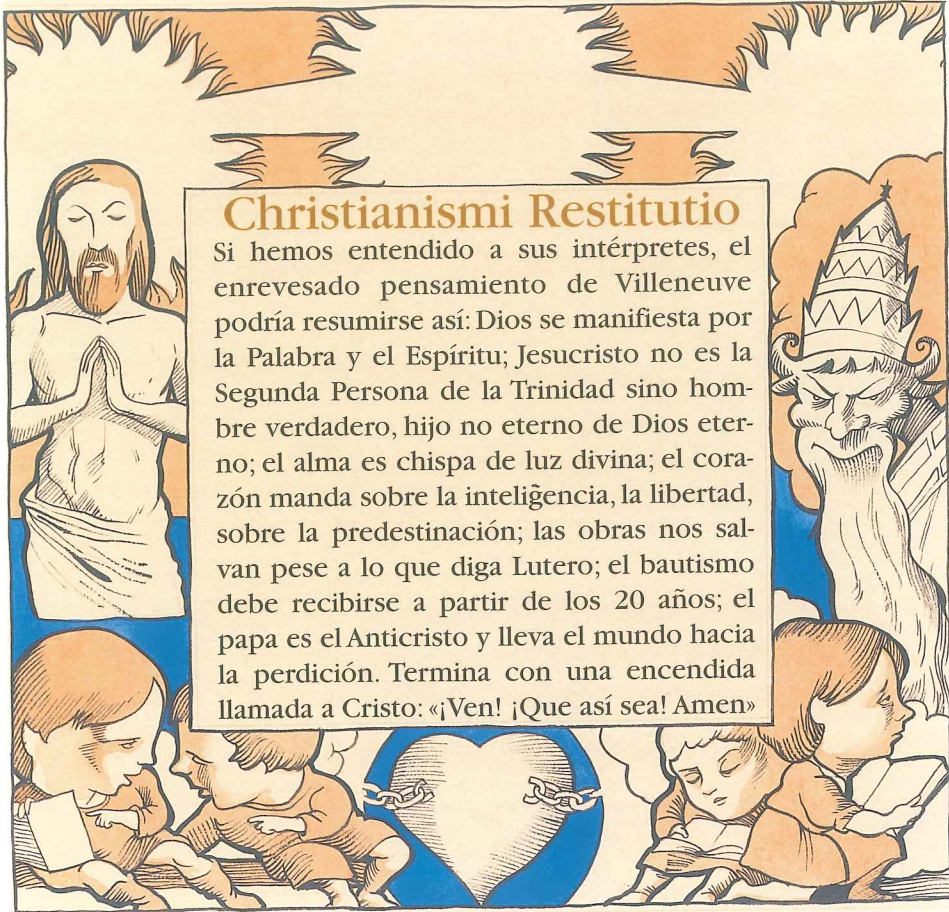 Christianismi Restitutio
Si hemos entendido a sus intérpretes, el
enrevesado pensamiento de Villeneuve
podría resumirse así: Dios se manifiesta por
la Palabra y el Espíritu; Jesucristo no es la
Segunda Persona de la Trinidad sino hom-
bre verdadero, hijo no eterno de Dios eter-
no; el alma es chispa de luz divina; el cora-
zón manda sobre la inteligencia, la libertad,
sobre la predestinación; las obras nos sal-
van pese a lo que diga Lutero; el bautismo
debe recibirse a partir de los 20 años; el
papa es el Anticristo y lleva el mundo hacia
la perdición. Termina con una encendida
llamada a Cristo: «¡Ven! ¡Que así sea! Amen»